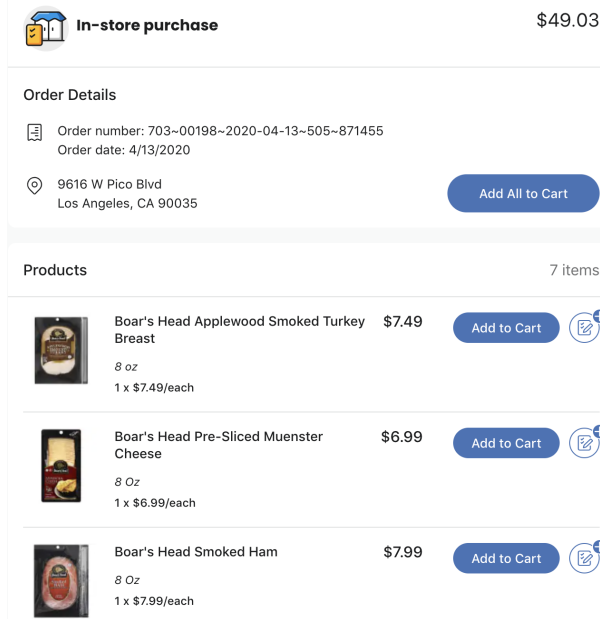 In-store purchase
$49.03
Order Details
Order number: 703~00198~2020-04-13~505~871455
Order date: 4/13/2020
9616 W Pico Blvd
Los Angeles, CA 90035
Add All to Cart
Products
7 items
Boar's Head Applewood Smoked Turkey
Breast
$7.49
Add to Cart
8 oz
1 x $7.49/each
Boar's Head Pre-Sliced Muenster
Cheese
$6.99
Add to Cart
8 Oz
1 x $6.99/each
Boar's Head Smoked Ham
$7.99
Add to Cart
8 Oz
1 x $7.99/each